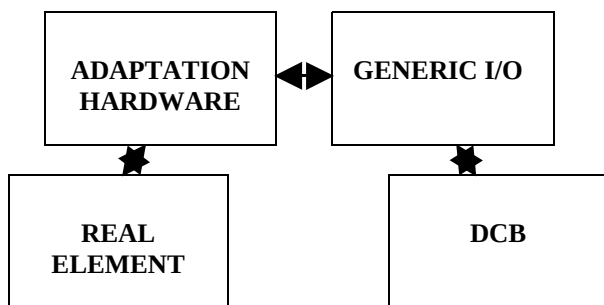 ADAPTATION
HARDWARE
GENERIC I/O
REAL
ELEMENT
DCB